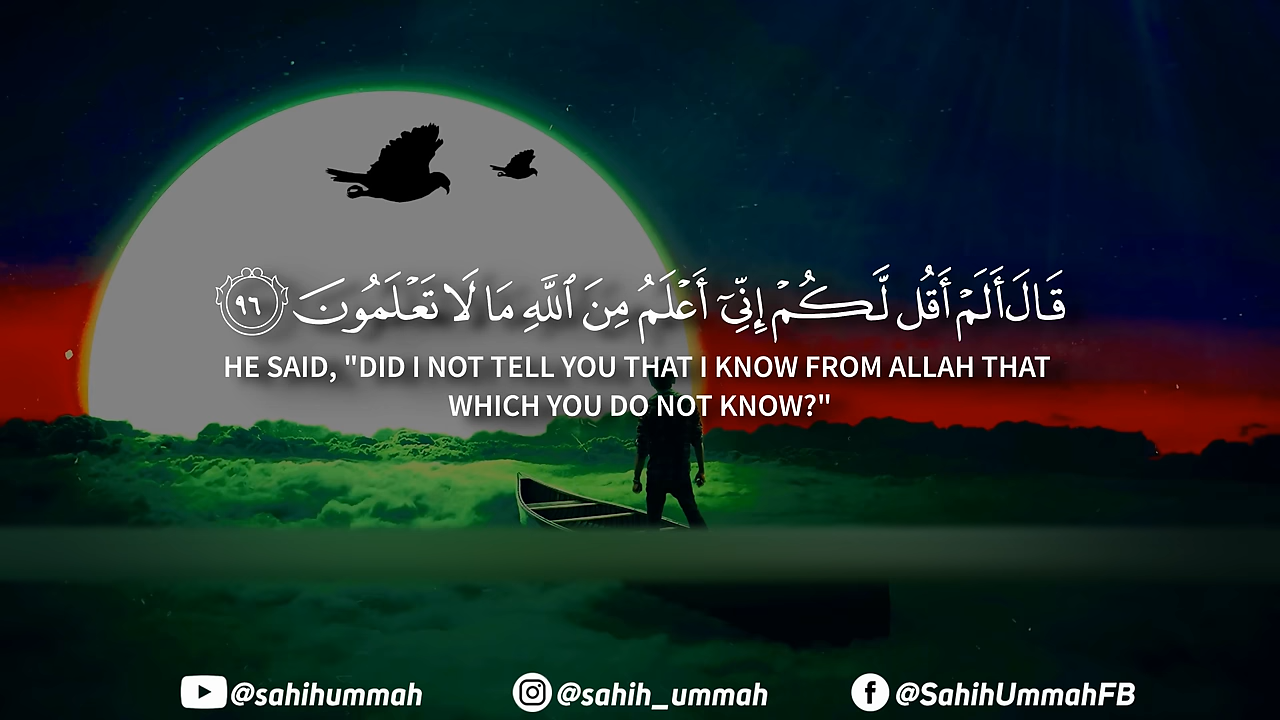 قَالَ أَلَمْ أَقُل لَّكُمْ إِنِّىٓ أَعْلَمُ مِنَ ٱللَّهِ مَا لَا تَعْلَمُونَ ٩٦
HE SAID, "DID I NOT TELL YOU THAT I KNOW FROM ALLAH THAT
WHICH YOU DO NOT KNOW?"
@sahihummah @sahih_ummah @SahihUmmahFB